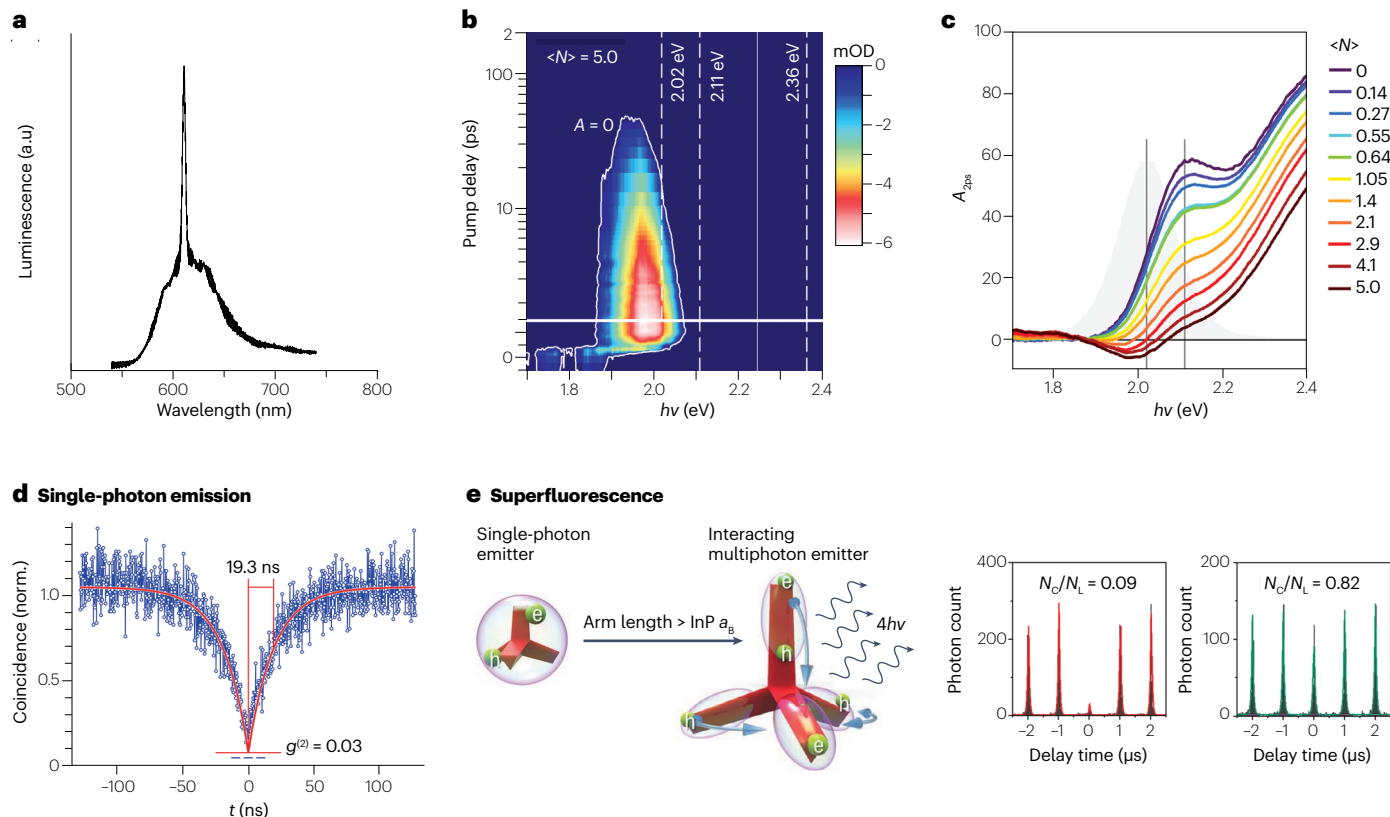 a
Luminescence (a.u)
500
600
700
800
Wavelength (nm)
b
Pump delay (ps)
2
100
10
0
<N> = 5.0
A = 0
2.02 eV
2.11 eV
2.36 eV
1.8
2.0
2.2
2.4
hν (eV)
mOD
0
−2
−4
−6
c
A2ps
100
80
60
40
20
0
1.8
2.0
2.2
2.4
hν (eV)
<N>
0
0.14
0.27
0.55
0.64
1.05
1.4
2.1
2.9
4.1
5.0
d Single-photon emission
Coincidence (norm.)
1.0
0.5
0
19.3 ns
g(2) = 0.03
−100
−50
0
50
100
t (ns)
e Superfluorescence
Single-photon
emitter
e
h
Arm length > InP aB
Interacting
multiphoton emitter
e
h
h
h
e
4hν
Photon count
400
200
0
NC/NL = 0.09
−2
−1
0
1
2
Delay time (μs)
Photon count
200
100
0
NC/NL = 0.82
−2
−1
0
1
2
Delay time (μs)